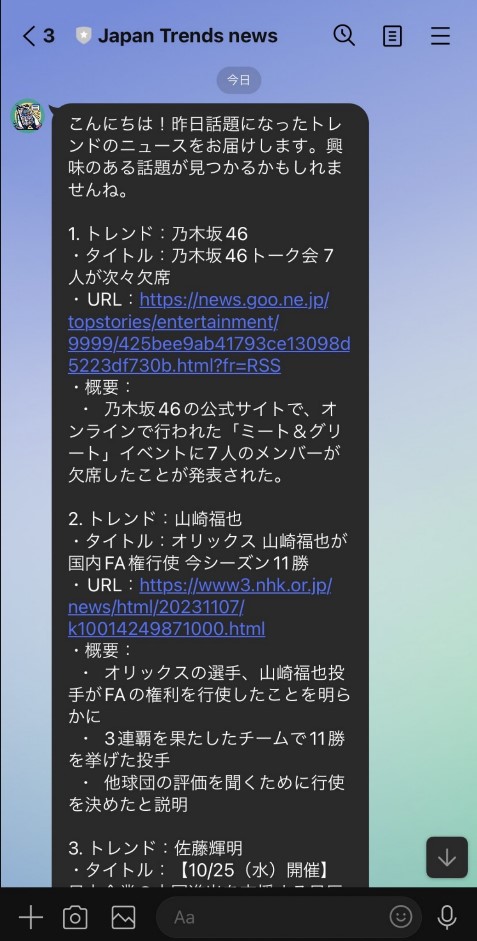 3 Japan Trends news
今日
こんにちは！昨日話題になったトレ
ンドのニュースをお届けします。興
味のある話題が見つかるかもしれま
せんね。
1. トレンド：乃木坂46
・タイトル：乃木坂46トーク会 7
人が次々欠席
・URL：https://news.goo.ne.jp/
topstories/entertainment/
9999/425bee9ab41793ce13098d
5223df730b.html?fr=RSS
・概要：
・ 乃木坂46の公式サイトで、オ
ンラインで行われた「ミート＆グリ
ート」イベントに7人のメンバーが
欠席したことが発表された。
2. トレンド：山崎福也
・タイトル：オリックス 山崎福也が
国内FA権行使 今シーズン11勝
・URL：https://www3.nhk.or.jp/
news/html/20231107/
k10014249871000.html
・概要：
・ オリックスの選手、山崎福也投
手がFAの権利を行使したことを明ら
かに
・ 3連覇を果たしたチームで11勝
を挙げた投手
・ 他球団の評価を聞くために行使
を決めたと説明
3. トレンド：佐藤輝明
・タイトル：【10/25（水）開催】
Aa